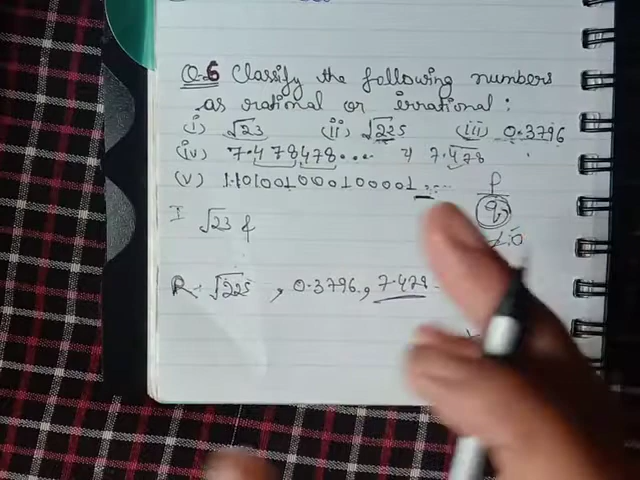 Q.6 Classify the following numbers
as rational or irrational :
(i) √23 (ii) √225 (iii) 0.3796
(iv) 7.478478.... 7.478
(v) 1.101001000100001....
p
q
≠0
I √23
R √225 , 0.3796, 7.478